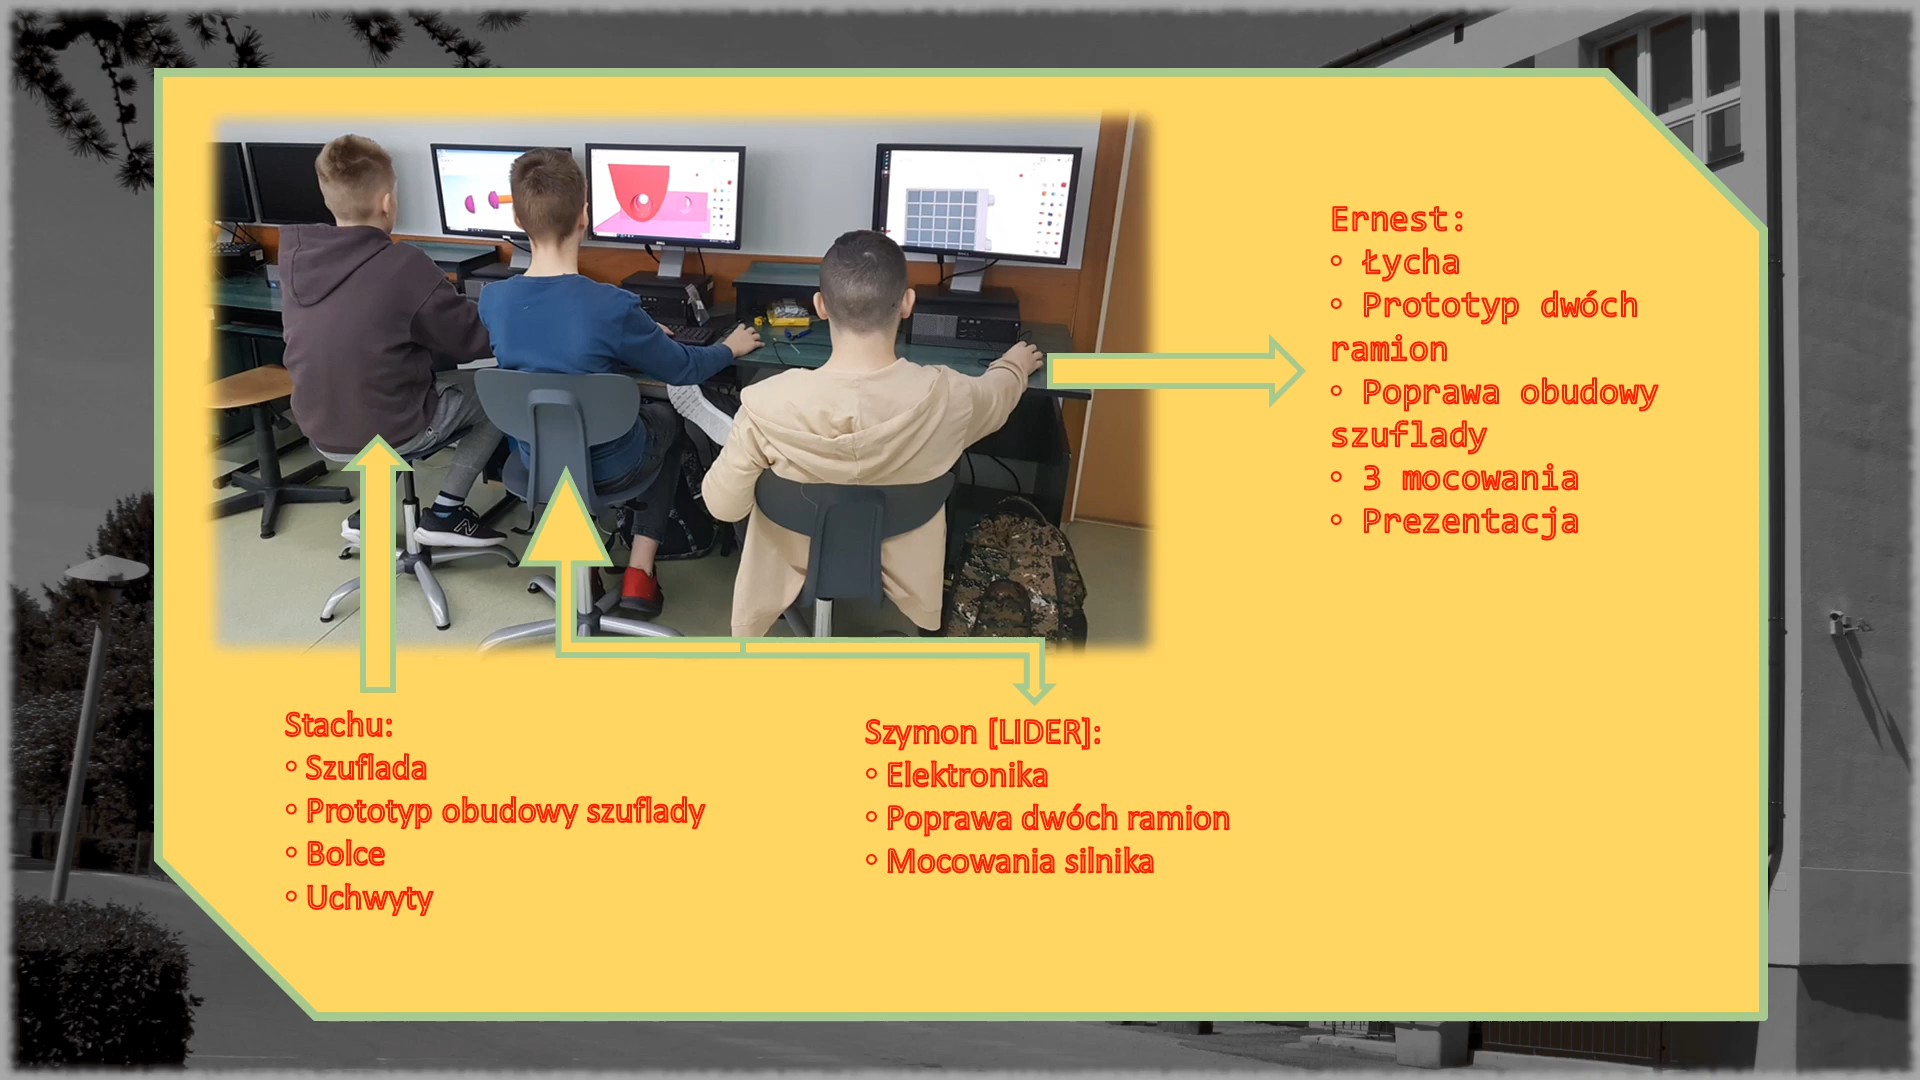 Ernest:
• Łycha
• Prototyp dwóch
ramion
• Poprawa obudowy
szuflady
• 3 mocowania
• Prezentacja
Stachu:
• Szuflada
• Prototyp obudowy szuflady
• Bolce
• Uchwyty
Szymon [LIDER]:
• Elektronika
• Poprawa dwóch ramion
• Mocowania silnika